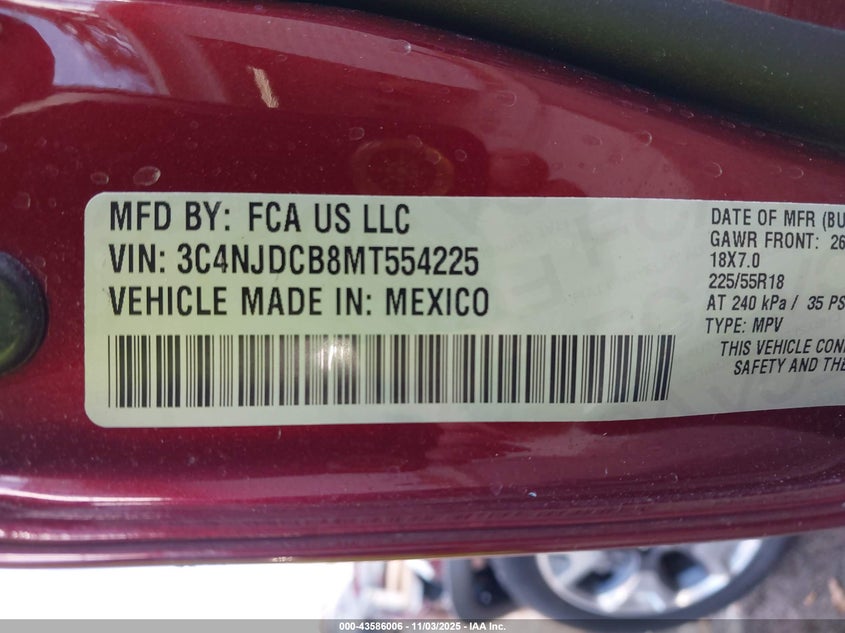 MFD BY: FCA US LLC
VIN: 3C4NJDCB8MT554225
VEHICLE MADE IN: MEXICO
DATE OF MFR (BU
GAWR FRONT: 26
18X7.0
225/55R18
AT 240 kPa / 35 PS
TYPE: MPV
THIS VEHICLE CON
SAFETY AND THE
000-43586006 - 11/03/2025 - IAA Inc.